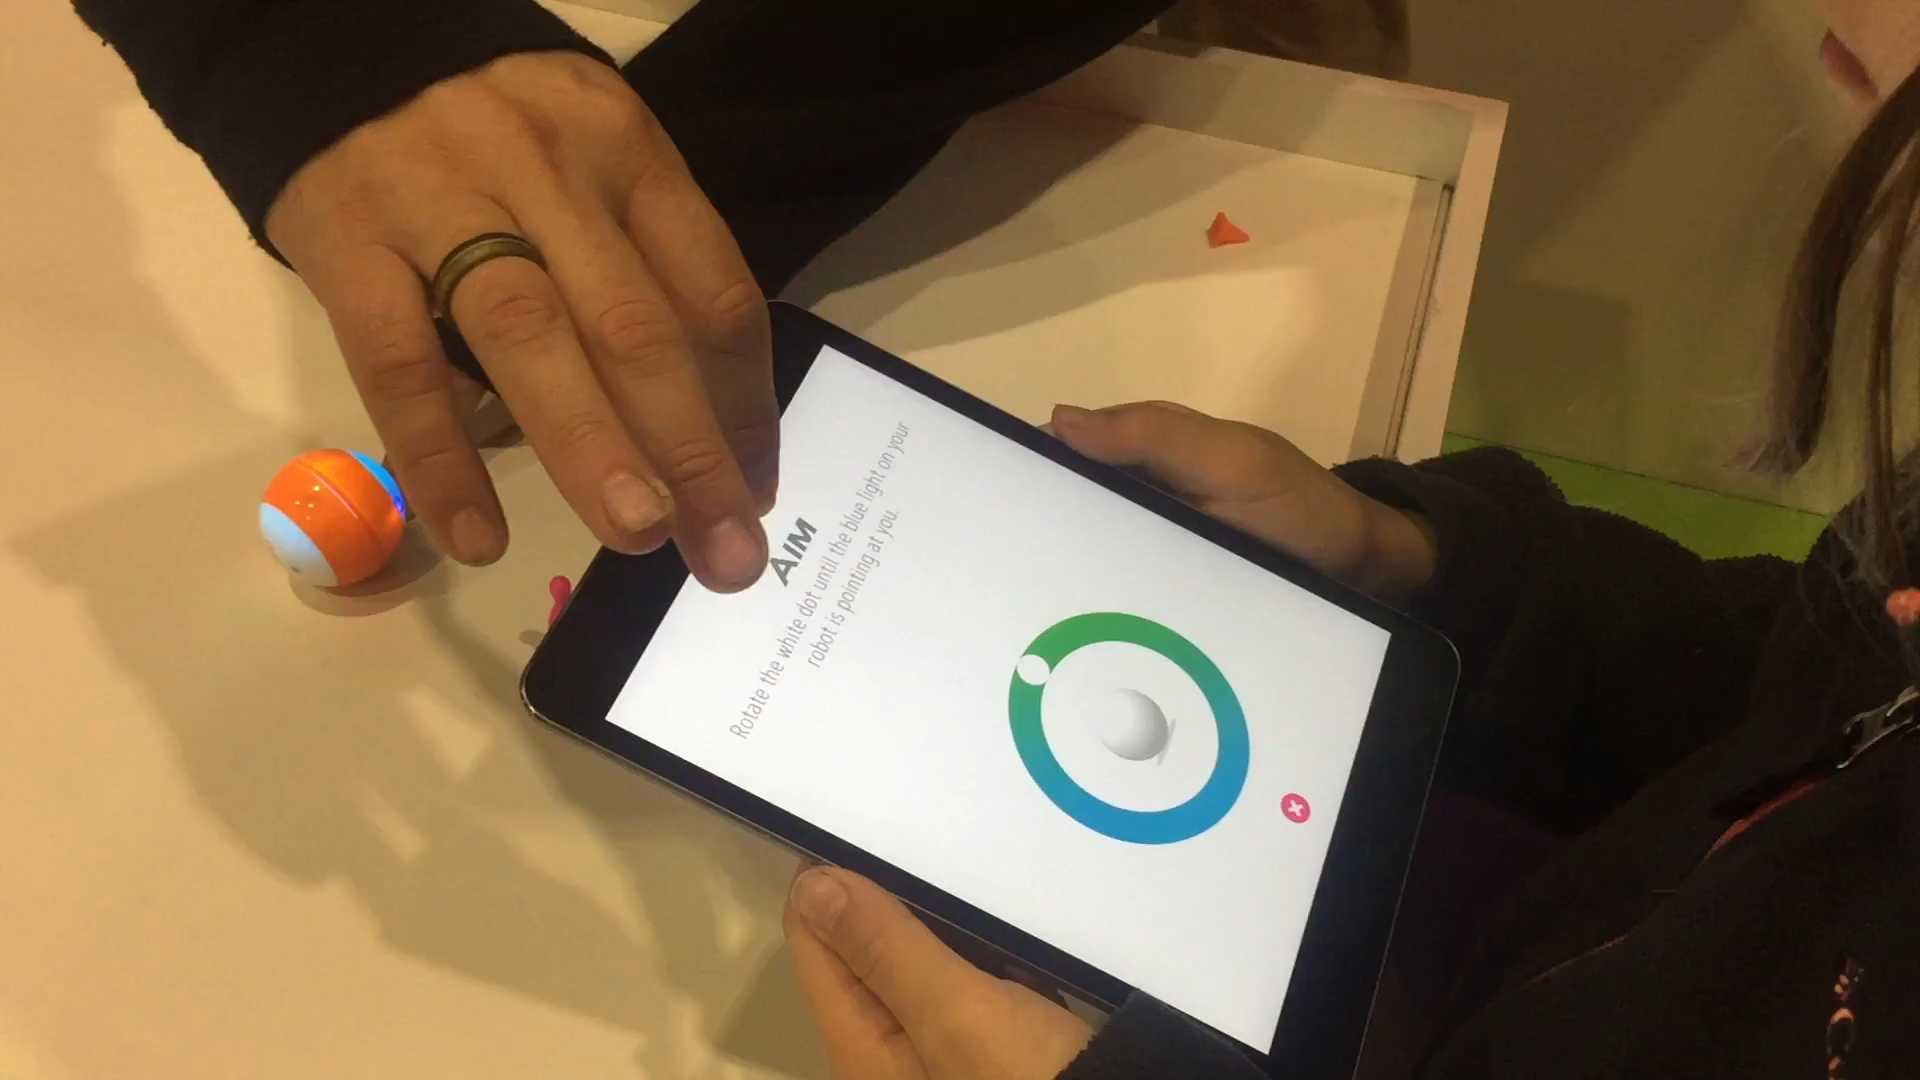 AIM
Rotate the white dot until the blue light on your
robot is pointing at you.